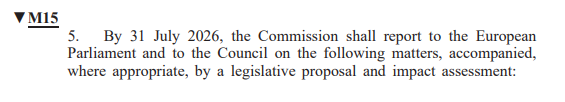 ▼M15
5. By 31 July 2026, the Commission shall report to the European
Parliament and to the Council on the following matters, accompanied,
where appropriate, by a legislative proposal and impact assessment: